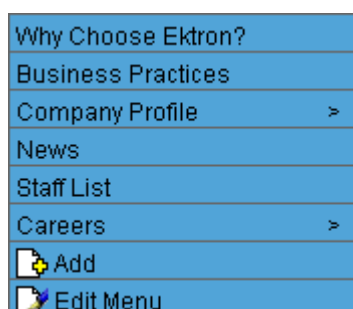 Why Choose Ektron?
Business Practices
Company Profile >
News
Staff List
Careers >
Add
Edit Menu